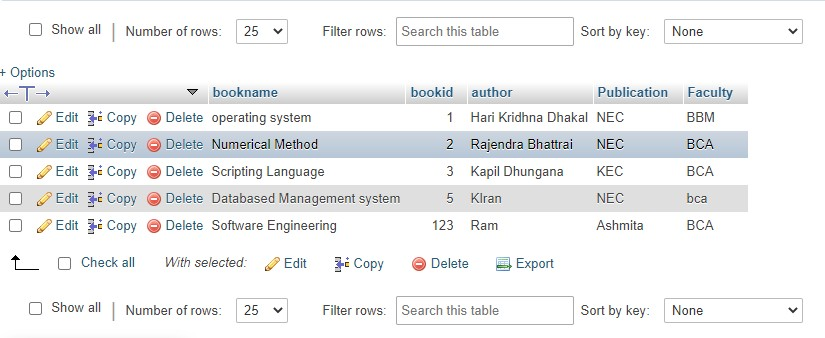 Show all Number of rows: 25 Filter rows: Search this table Sort by key: None
+ Options
bookname bookid author Publication Faculty
Edit Copy Delete operating system 1 Hari Kridhna Dhakal NEC BBM
Edit Copy Delete Numerical Method 2 Rajendra Bhattrai NEC BCA
Edit Copy Delete Scripting Language 3 Kapil Dhungana KEC BCA
Edit Copy Delete Databased Management system 5 KIran NEC bca
Edit Copy Delete Software Engineering 123 Ram Ashmita BCA
Check all With selected: Edit Copy Delete Export
Show all Number of rows: 25 Filter rows: Search this table Sort by key: None